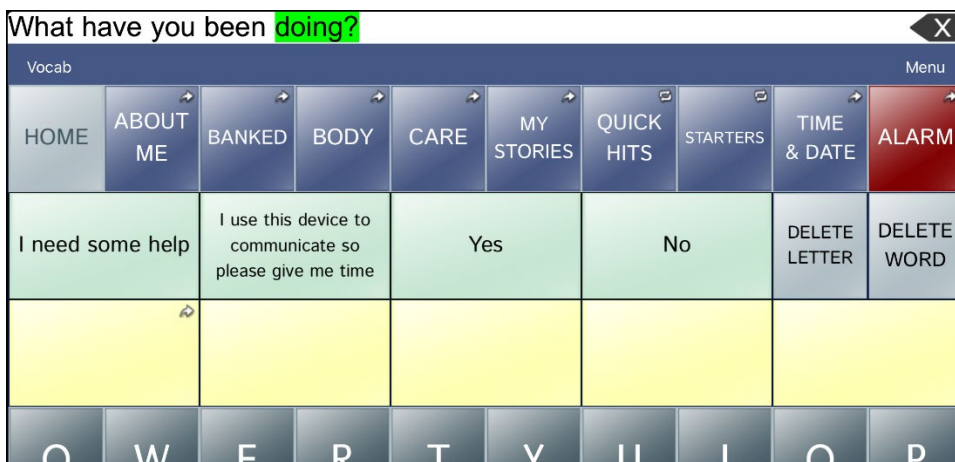 What have you been doing?
X
Vocab
Menu
HOME
ABOUT
ME
BANKED
BODY
CARE
MY
STORIES
QUICK
HITS
STARTERS
TIME
& DATE
ALARM
I need some help
I use this device to
communicate so
please give me time
Yes
No
DELETE
LETTER
DELETE
WORD
Q W E R T Y U I O P